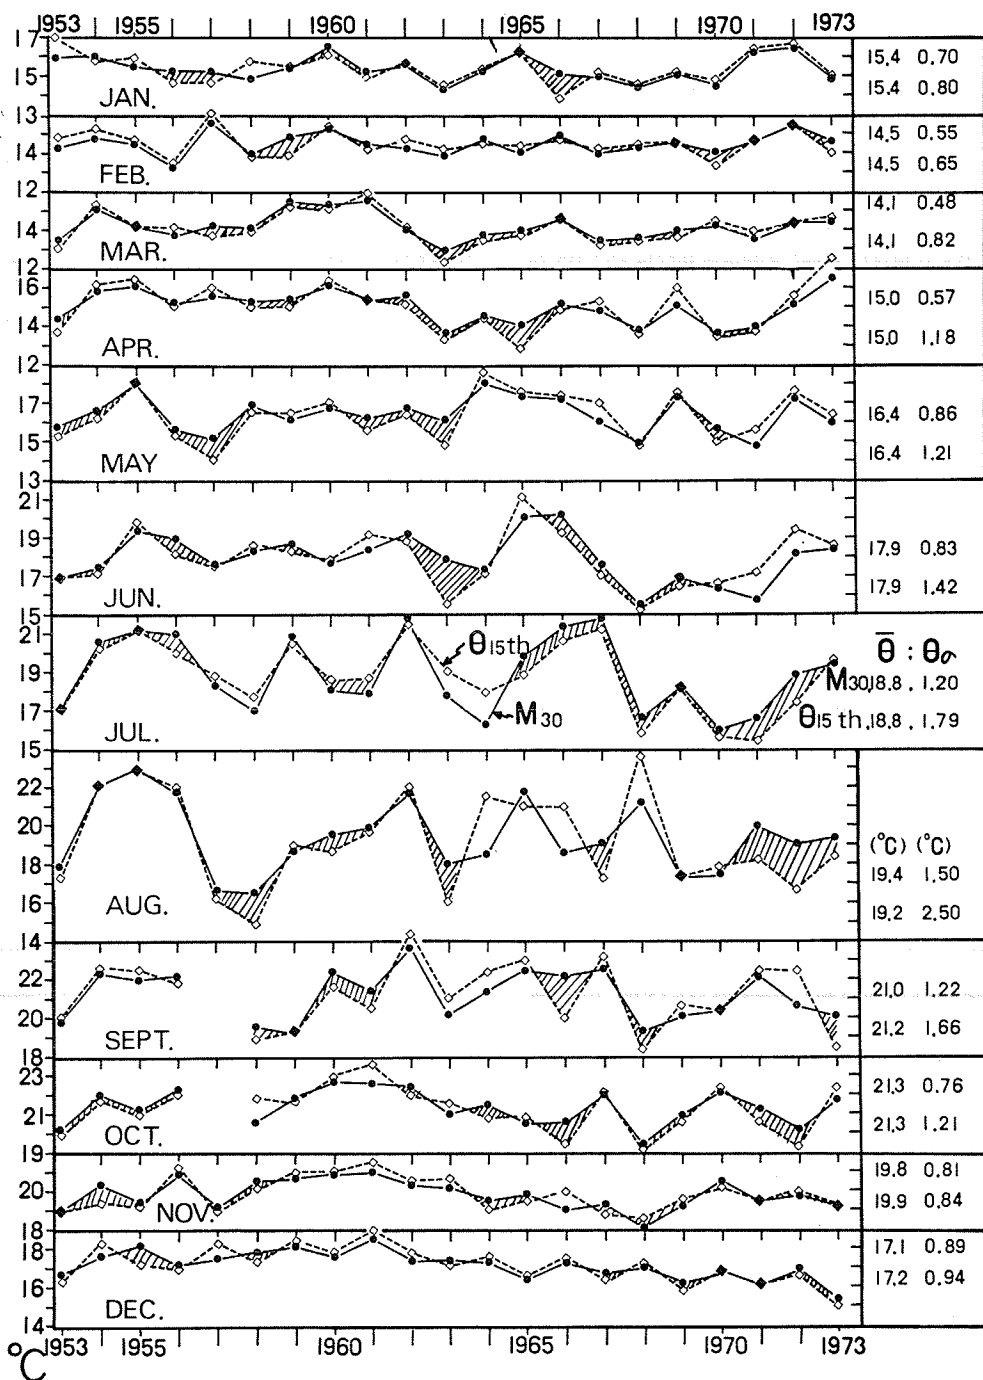 1953 1955 1960 1965 1970 1973
17
15 JAN. 15,4 0.70
15.4 0.80
13
14 FEB. 14,5 0.55
14,5 0.65
12
14 MAR. 14,1 0.48
14,1 0.82
12
16 15.0 0.57
14 APR. 15,0 1.18
12
17 16.4 0.86
15 MAY 16.4 1.21
13
21
19 17.9 0.83
17 JUN. 17.9 1.42
15
21 θ15th θ̄ : θσ
19 M30,18.8 , 1.20
17 JUL. M30 θ15th,18.8 , 1.79
15
22
20 (°C) (°C)
18 19.4 1.50
16 AUG. 19.2 2.50
14
22 21.0 1.22
20 SEPT. 21.2 1.66
18
23 21.3 0.76
21 OCT. 21.3 1.21
19
20 NOV. 19.8 0.81
19.9 0.84
18
18 17.1 0.89
16 DEC. 17.2 0.94
14
°C 1953 1955 1960 1965 1970 1973